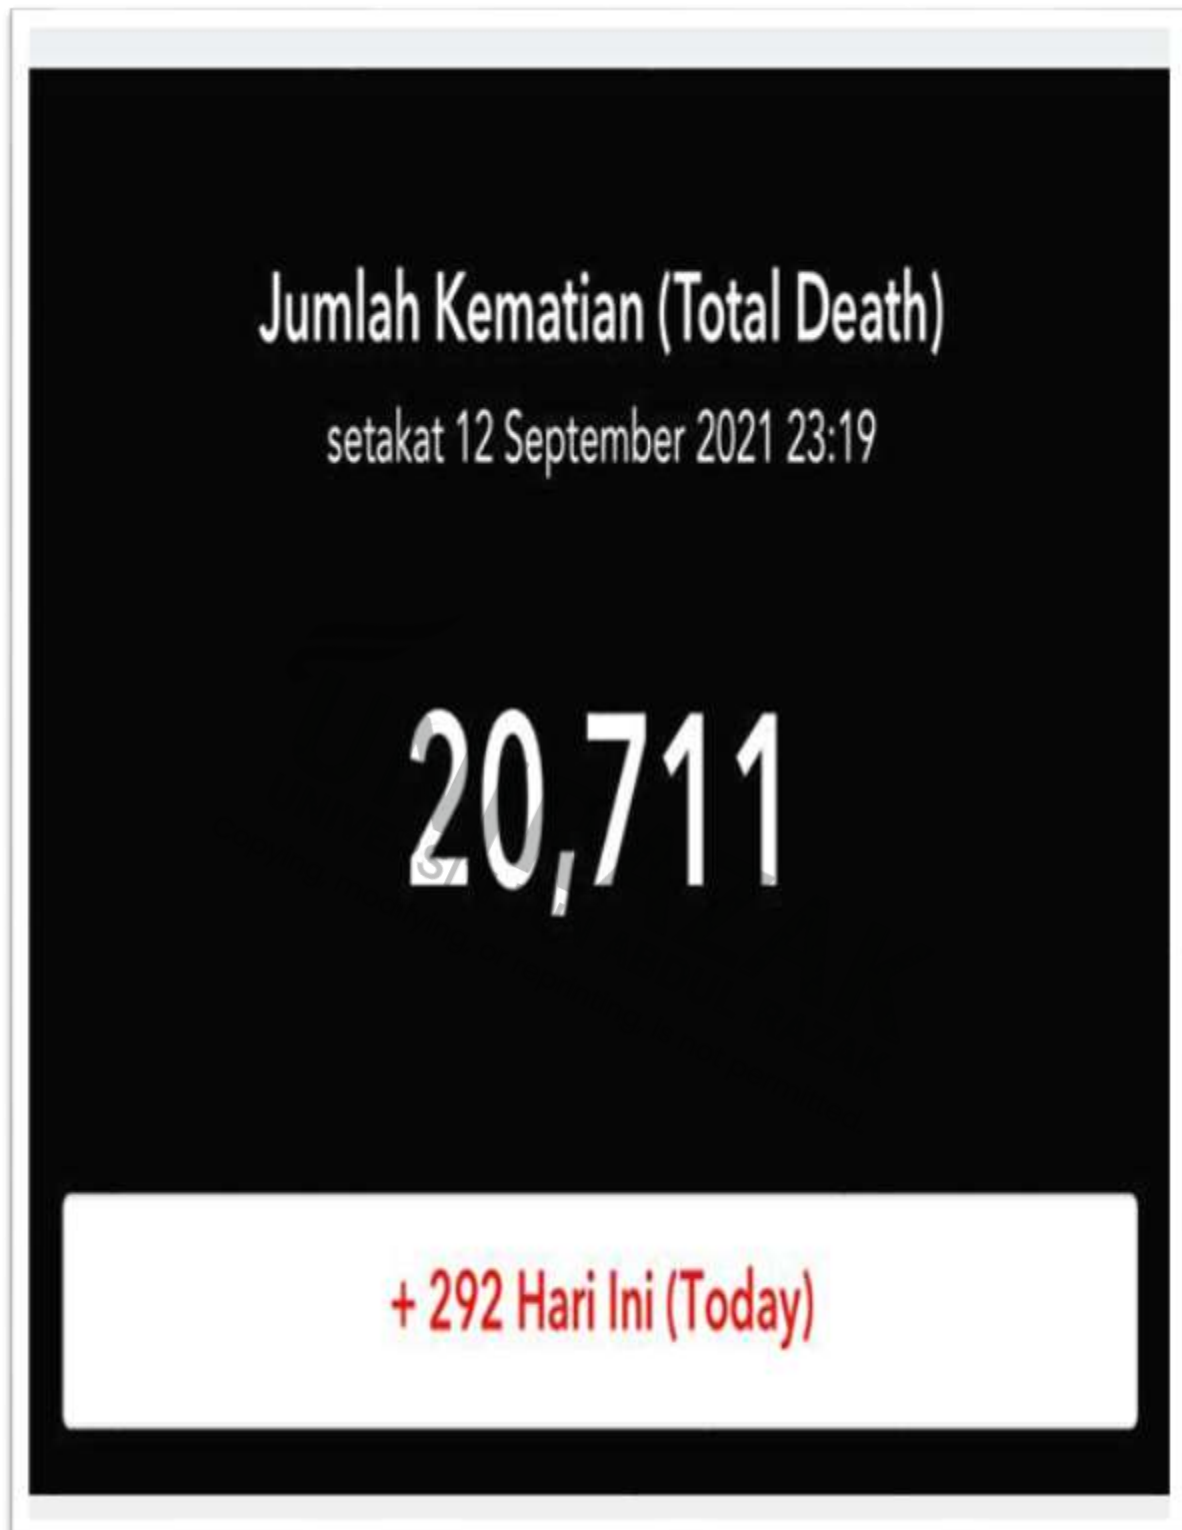 Jumlah Kematian (Total Death)
setakat 12 September 2021 23:19
20,711
+ 292 Hari Ini (Today)